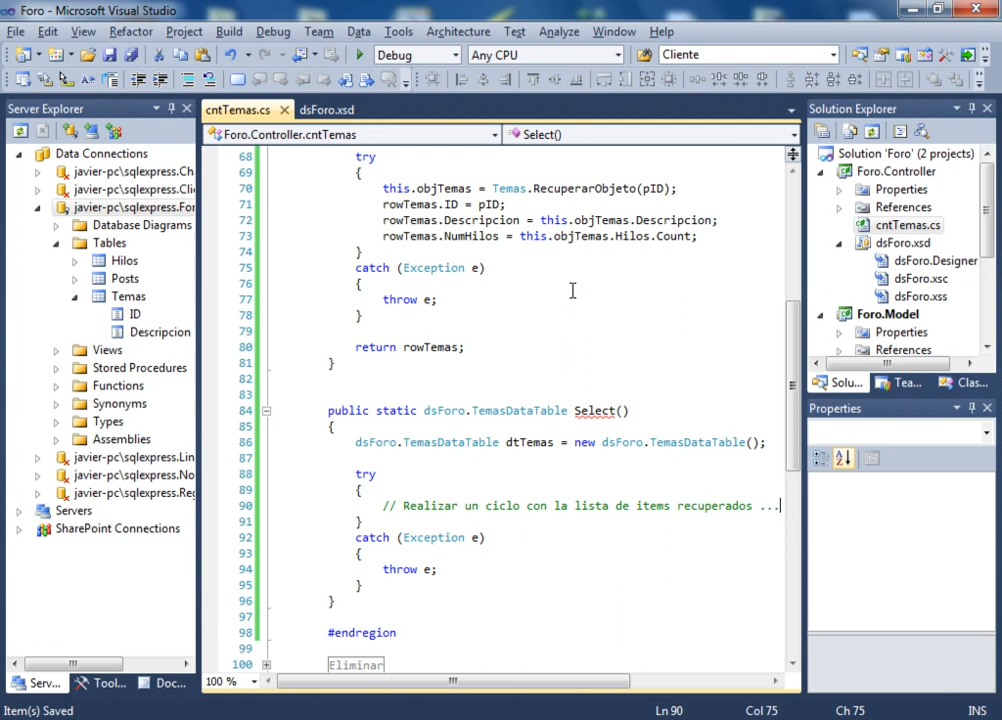 Foro - Microsoft Visual Studio
File Edit View Refactor Project Build Debug Team Data Tools Architecture Test Analyze Window Help
Debug Any CPU Cliente
Server Explorer
Data Connections
javier-pc\sqlexpress.Ch
javier-pc\sqlexpress.Cli
javier-pc\sqlexpress.For
Database Diagrams
Tables
Hilos
Posts
Temas
ID
Descripcion
Views
Stored Procedures
Functions
Synonyms
Types
Assemblies
javier-pc\sqlexpress.Lin
javier-pc\sqlexpress.No
javier-pc\sqlexpress.Reg
Servers
SharePoint Connections
Serv... Tool... Doc...
cntTemas.cs dsForo.xsd
Foro.Controller.cntTemas Select()
68 try
69 {
70 this.objTemas = Temas.RecuperarObjeto(pID);
71 rowTemas.ID = pID;
72 rowTemas.Descripcion = this.objTemas.Descripcion;
73 rowTemas.NumHilos = this.objTemas.Hilos.Count;
74 }
75 catch (Exception e)
76 {
77 throw e;
78 }
79
80 return rowTemas;
81 }
82
83
84 public static dsForo.TemasDataTable Select()
85 {
86 dsForo.TemasDataTable dtTemas = new dsForo.TemasDataTable();
87
88 try
89 {
90 // Realizar un ciclo con la lista de items recuperados ...
91 }
92 catch (Exception e)
93 {
94 throw e;
95 }
96 }
97
98 #endregion
99
100 Eliminar
100 %
Solution Explorer
Solution 'Foro' (2 projects)
Foro.Controller
Properties
References
cntTemas.cs
dsForo.xsd
dsForo.Designer
dsForo.xsc
dsForo.xss
Foro.Model
Properties
References
Solu... Tea... Clas...
Properties
Item(s) Saved Ln 90 Col 75 Ch 75 INS